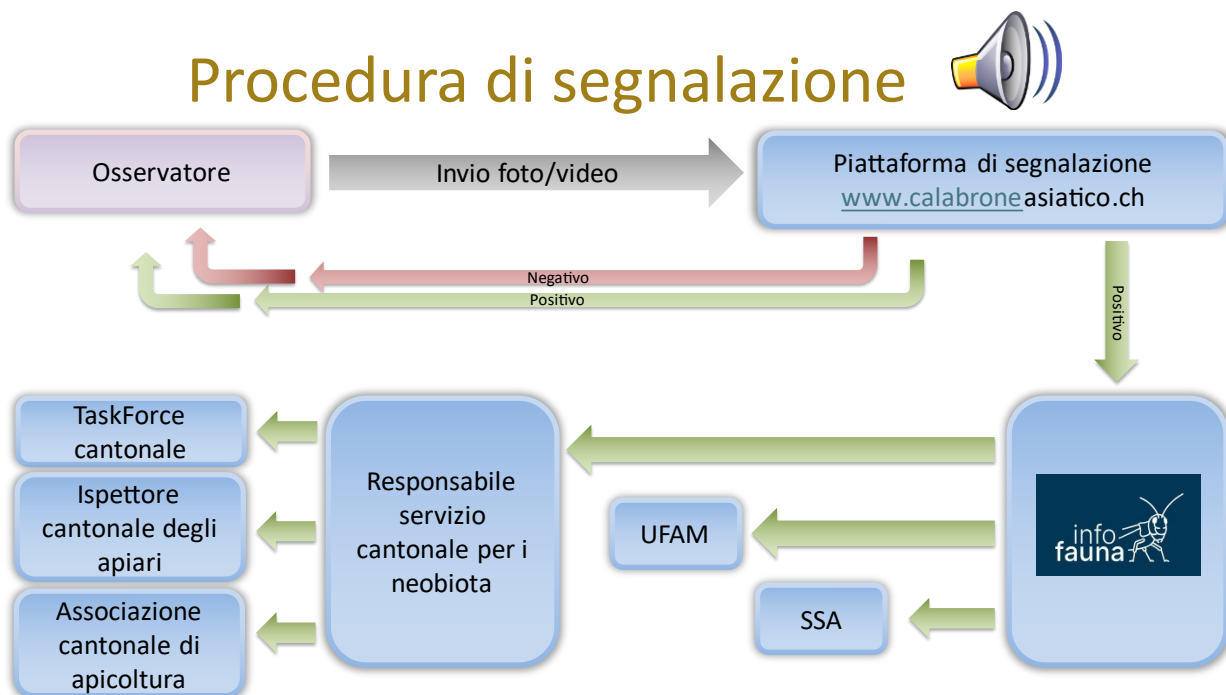 Procedura di segnalazione
Osservatore
Invio foto/video
Piattaforma di segnalazione
www.calabroneasiatico.ch
Negativo
Positivo
Positivo
TaskForce
cantonale
Ispettore
cantonale degli
apiari
Associazione
cantonale di
apicoltura
Responsabile
servizio
cantonale per i
neobiota
UFAM
SSA
info
fauna